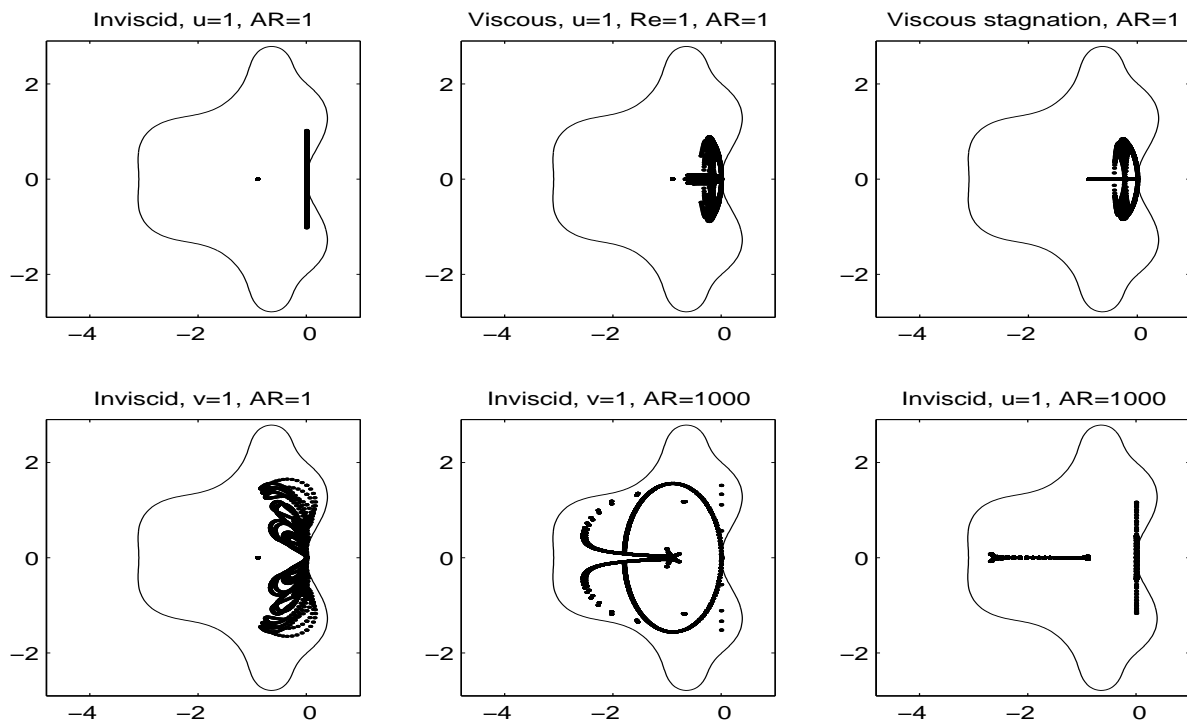 Inviscid, u=1, AR=1
2
0
−2
−4 −2 0
Viscous, u=1, Re=1, AR=1
2
0
−2
−4 −2 0
Viscous stagnation, AR=1
2
0
−2
−4 −2 0
Inviscid, v=1, AR=1
2
0
−2
−4 −2 0
Inviscid, v=1, AR=1000
2
0
−2
−4 −2 0
Inviscid, u=1, AR=1000
2
0
−2
−4 −2 0